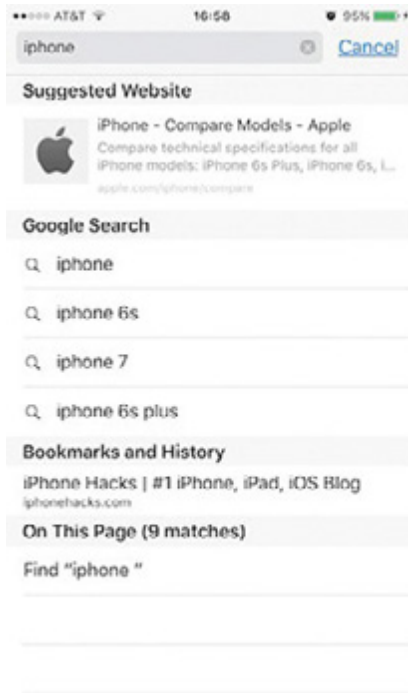 AT&T 16:58 95%
iphone Cancel
Suggested Website
iPhone - Compare Models - Apple
Compare technical specifications for all
iPhone models: iPhone 6s Plus, iPhone 6s, i...
apple.com/iphone/compare
Google Search
iphone
iphone 6s
iphone 7
iphone 6s plus
Bookmarks and History
iPhone Hacks | #1 iPhone, iPad, iOS Blog
iphonehacks.com
On This Page (9 matches)
Find “iphone ”